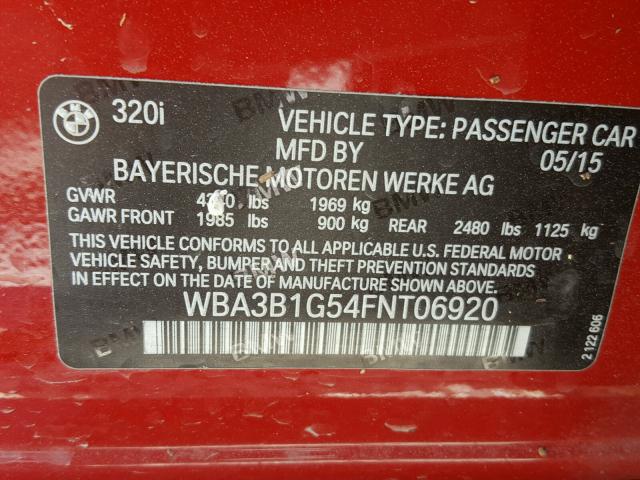 BMW
320i
VEHICLE TYPE: PASSENGER CAR
MFD BY 05/15
BAYERISCHE MOTOREN WERKE AG
GVWR lbs 1969 kg
GAWR FRONT 1985 lbs 900 kg REAR 2480 lbs 1125 kg
THIS VEHICLE CONFORMS TO ALL APPLICABLE U.S. FEDERAL MOTOR
VEHICLE SAFETY, BUMPER AND THEFT PREVENTION STANDARDS
IN EFFECT ON THE DATE OF MANUFACTURE SHOWN ABOVE.
WBA3B1G54FNT06920
2 122 606